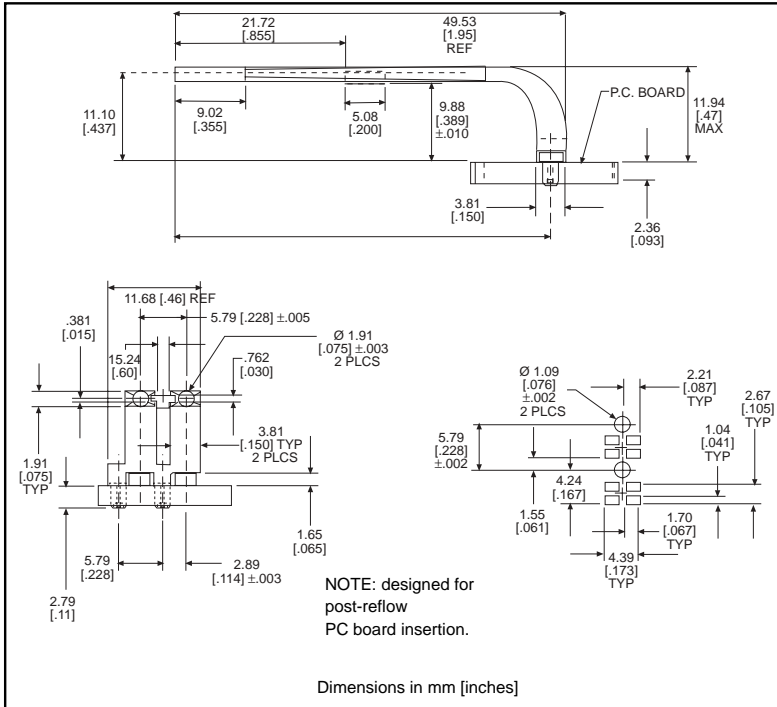 21.72
[.855]
49.53
[1.95]
REF
11.10
[.437]
9.02
[.355]
5.08
[.200]
9.88
[.389]
±.010
P.C. BOARD
11.94
[.47]
MAX
3.81
[.150]
2.36
[.093]
11.68 [.46] REF
.381
[.015]
5.79 [.228] ±.005
15.24
[.60]
Ø 1.91
[.075] ±.003
2 PLCS
.762
[.030]
3.81
[.150] TYP
2 PLCS
1.91
[.075]
TYP
1.65
[.065]
5.79
[.228]
2.89
[.114] ±.003
2.79
[.11]
Ø 1.09
[.076]
±.002
2 PLCS
2.21
[.087]
TYP
2.67
[.105]
TYP
5.79
[.228]
±.002
1.04
[.041]
TYP
4.24
[.167]
1.55
[.061]
1.70
[.067]
TYP
4.39
[.173]
TYP
NOTE: designed for
post-reflow
PC board insertion.
Dimensions in mm [inches]